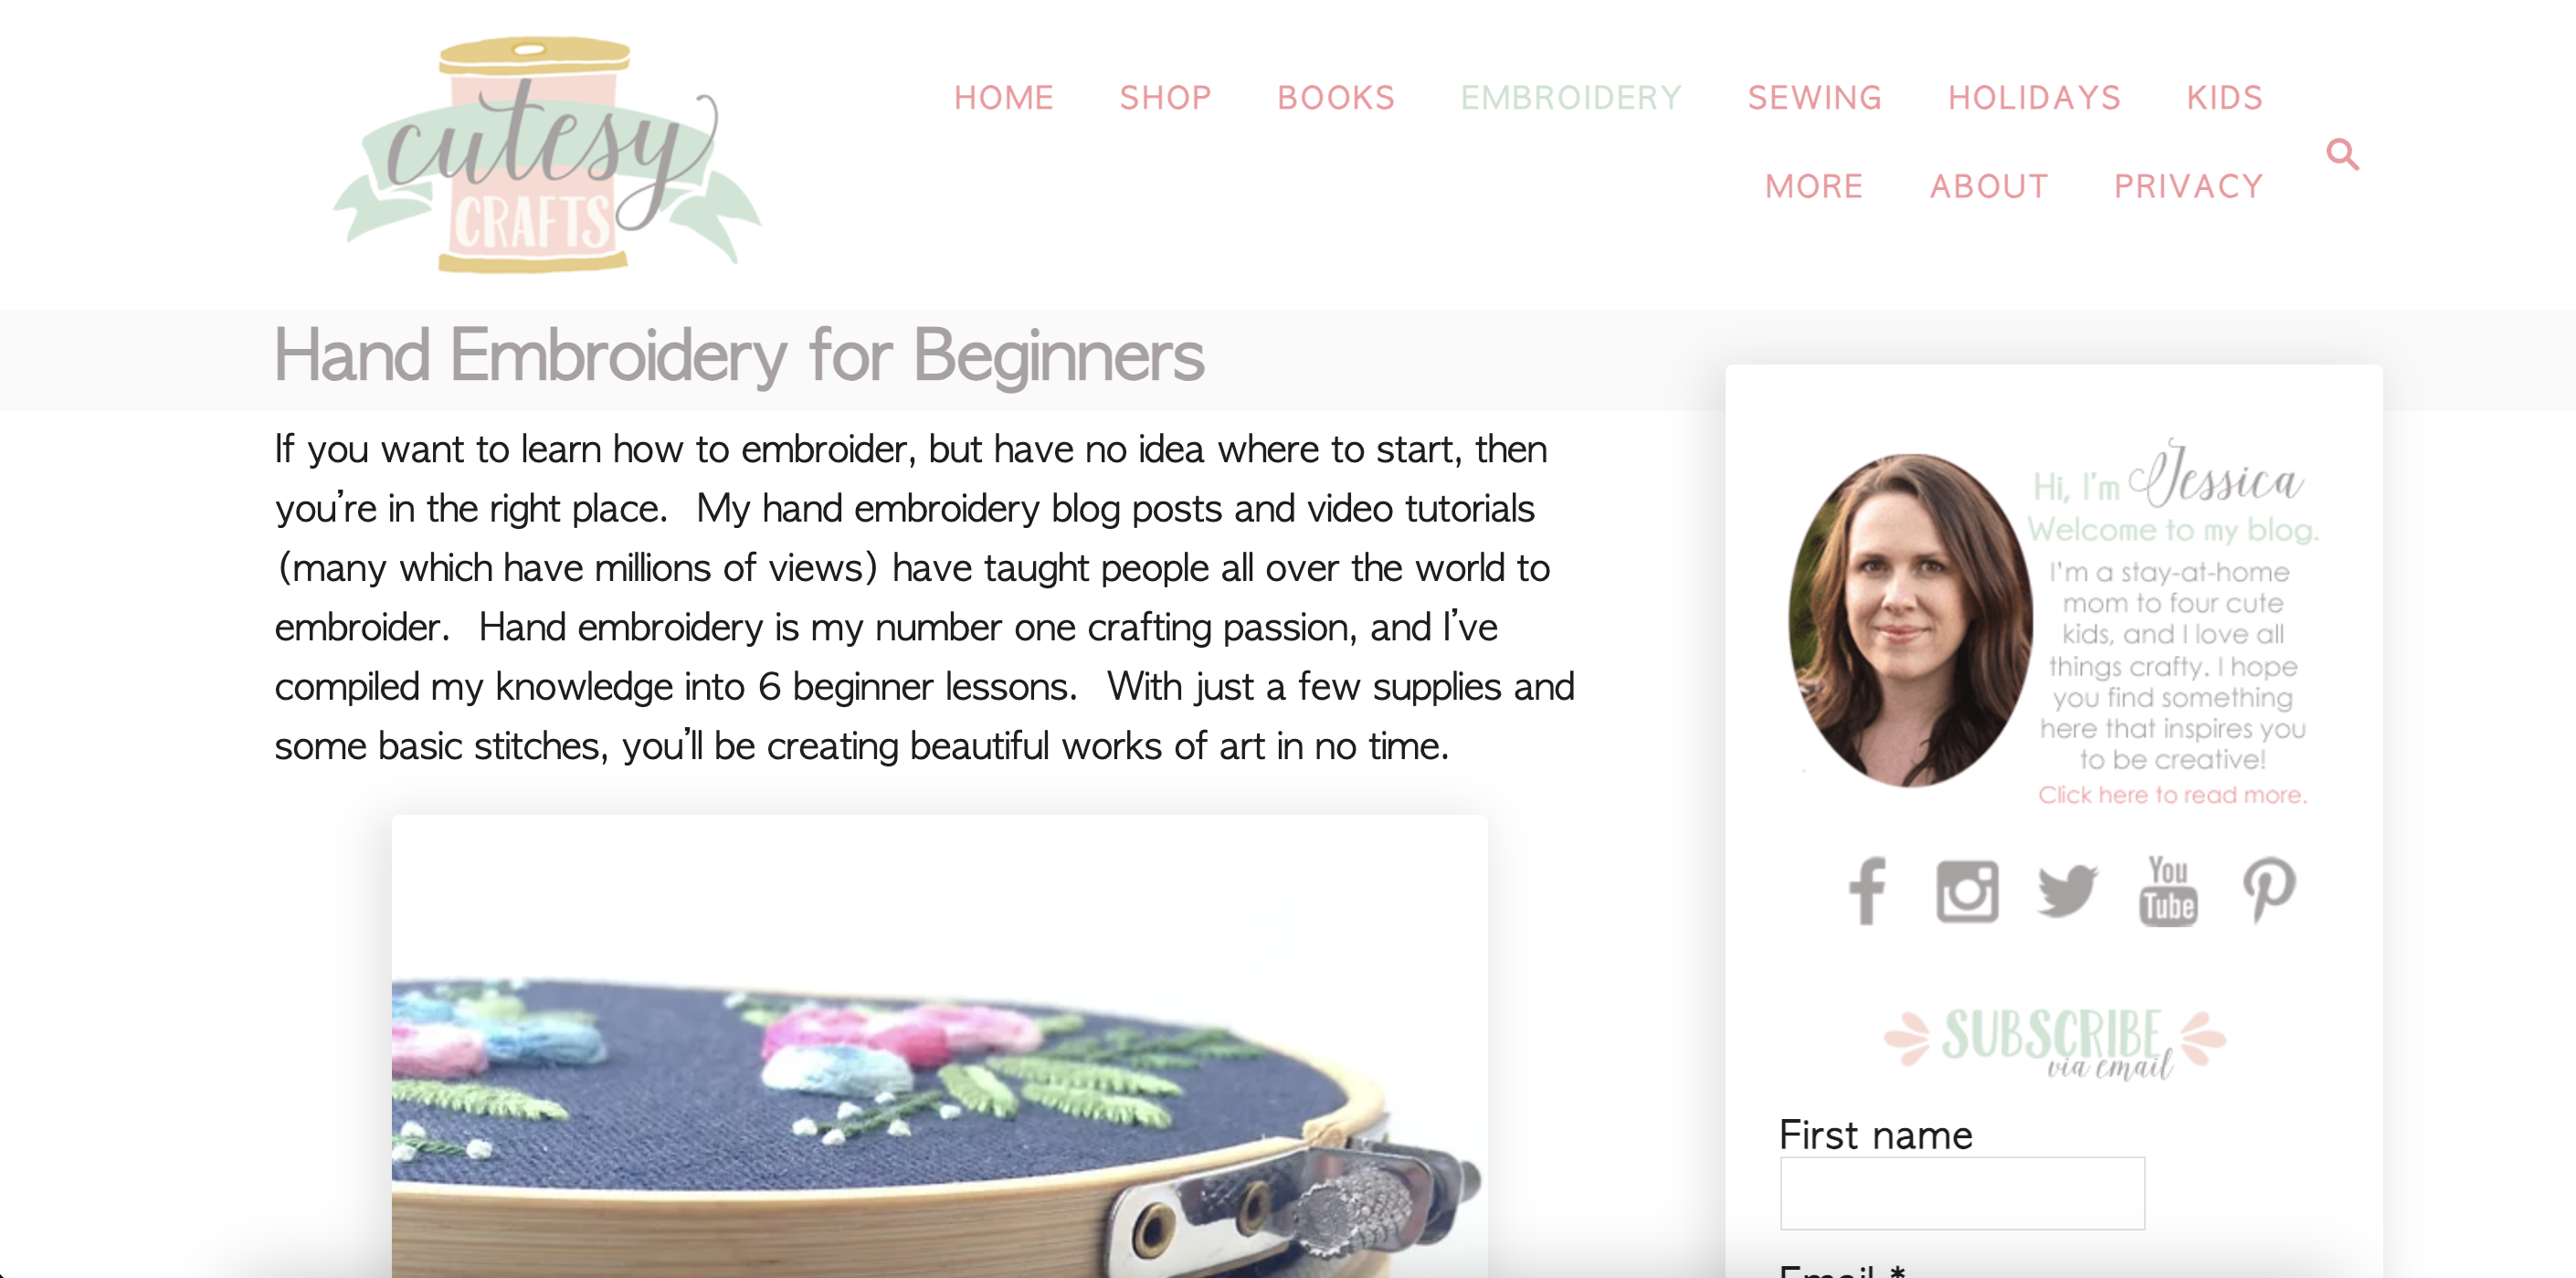 cutesy
CRAFTS
HOME SHOP BOOKS EMBROIDERY SEWING HOLIDAYS KIDS
MORE ABOUT PRIVACY
Hand Embroidery for Beginners
If you want to learn how to embroider, but have no idea where to start, then
you’re in the right place.  My hand embroidery blog posts and video tutorials
(many which have millions of views) have taught people all over the world to
embroider.  Hand embroidery is my number one crafting passion, and I’ve
compiled my knowledge into 6 beginner lessons.  With just a few supplies and
some basic stitches, you’ll be creating beautiful works of art in no time.
Hi, I'm Jessica
Welcome to my blog.
I'm a stay-at-home
mom to four cute
kids, and I love all
things crafty. I hope
you find something
here that inspires you
to be creative!
Click here to read more.
You
Tube
SUBSCRIBE
via email
First name
Email *